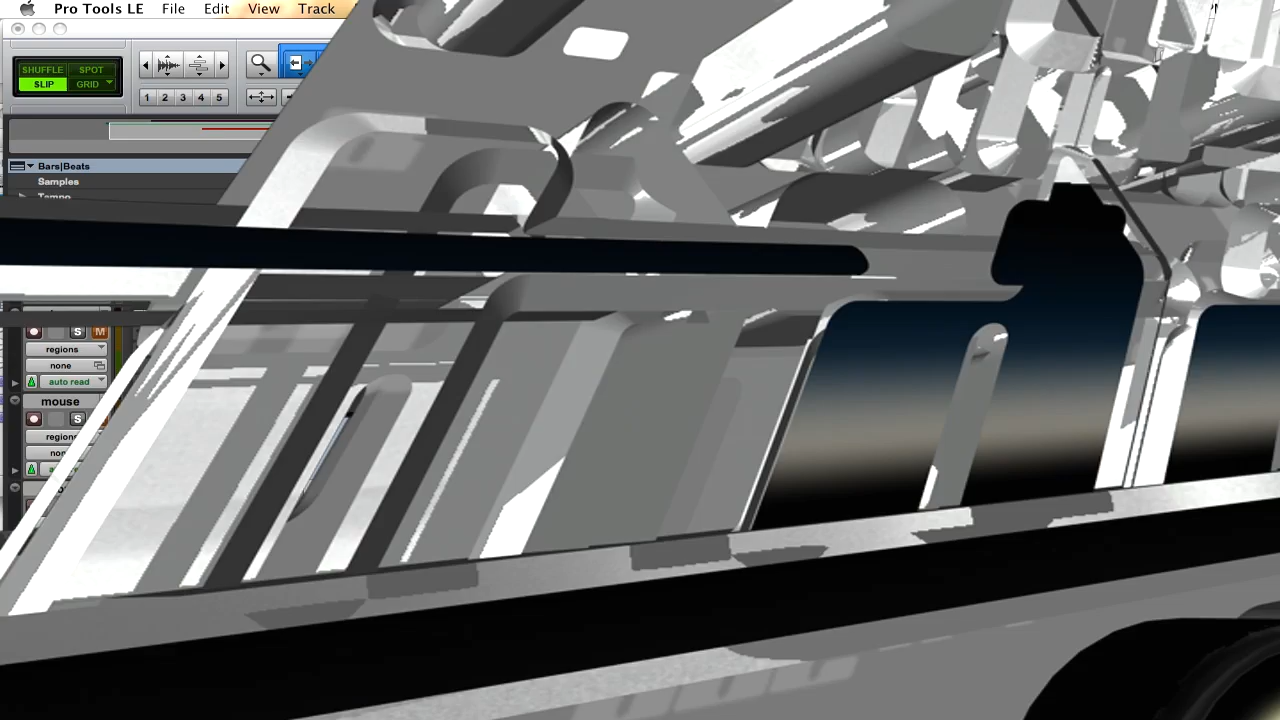 Pro Tools LE File Edit View Track
SHUFFLE SPOT
SLIP GRID
1 2 3 4 5
Bars|Beats
Samples
Tempo
S M
regions
none
auto read
mouse
S